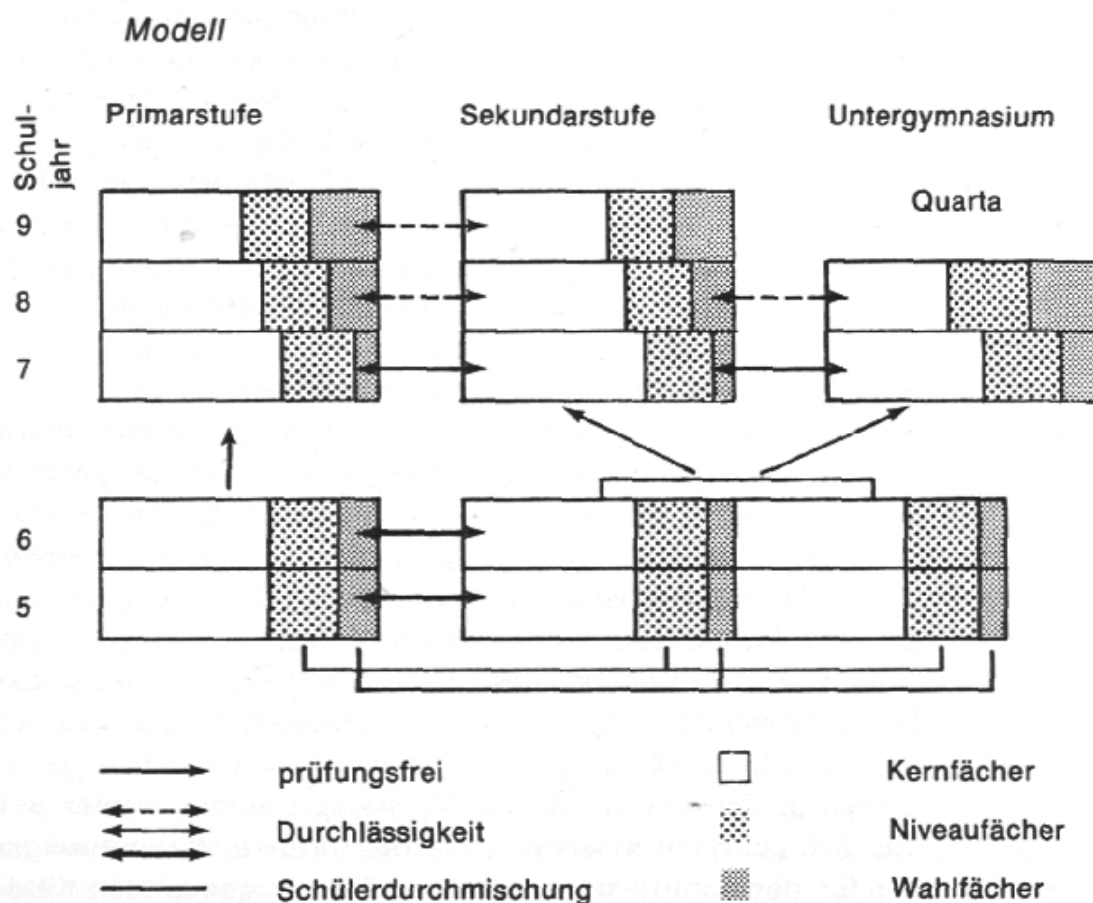 Modell
Schul-
jahr
Primarstufe
Sekundarstufe
Untergymnasium
9
Quarta
8
7
6
5
prüfungsfrei
Durchlässigkeit
Schülerdurchmischung
Kernfächer
Niveaufächer
Wahlfächer